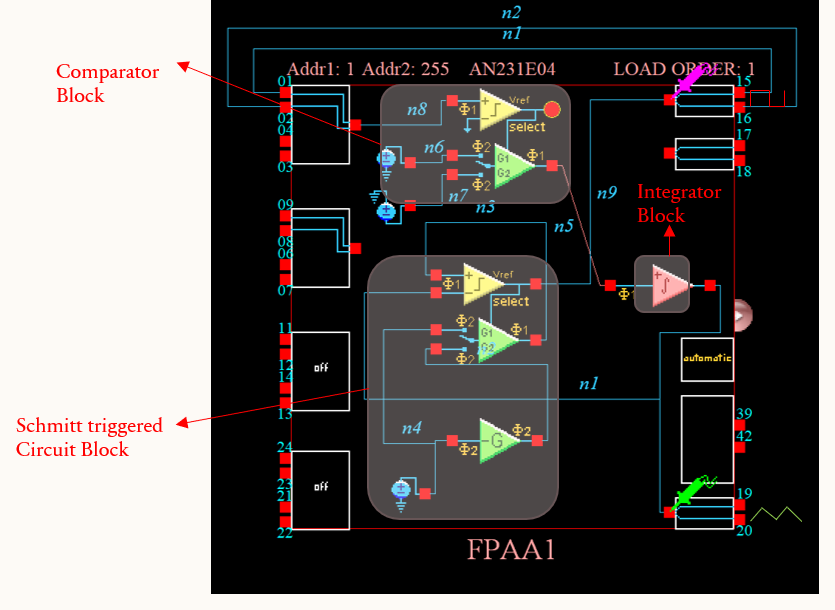 n2
n1
Comparator
Block
Addr1: 1 Addr2: 255 AN231E04 LOAD ORDER: 1
01
15
02
04
03
16
17
18
n8
Φ1
Vref
select
n6
Φ2
G1
G2
Φ1
Φ2
n7
n3
n9
Integrator
Block
09
08
06
07
n5
Φ1
Vref
select
Φ1
Φ2
G1
G2
Φ1
Φ2
11
12
14
13
off
automatic
n1
39
42
Schmitt triggered
Circuit Block
n4
Φ2
-G
Φ2
24
23
21
22
off
19
20
FPAA1